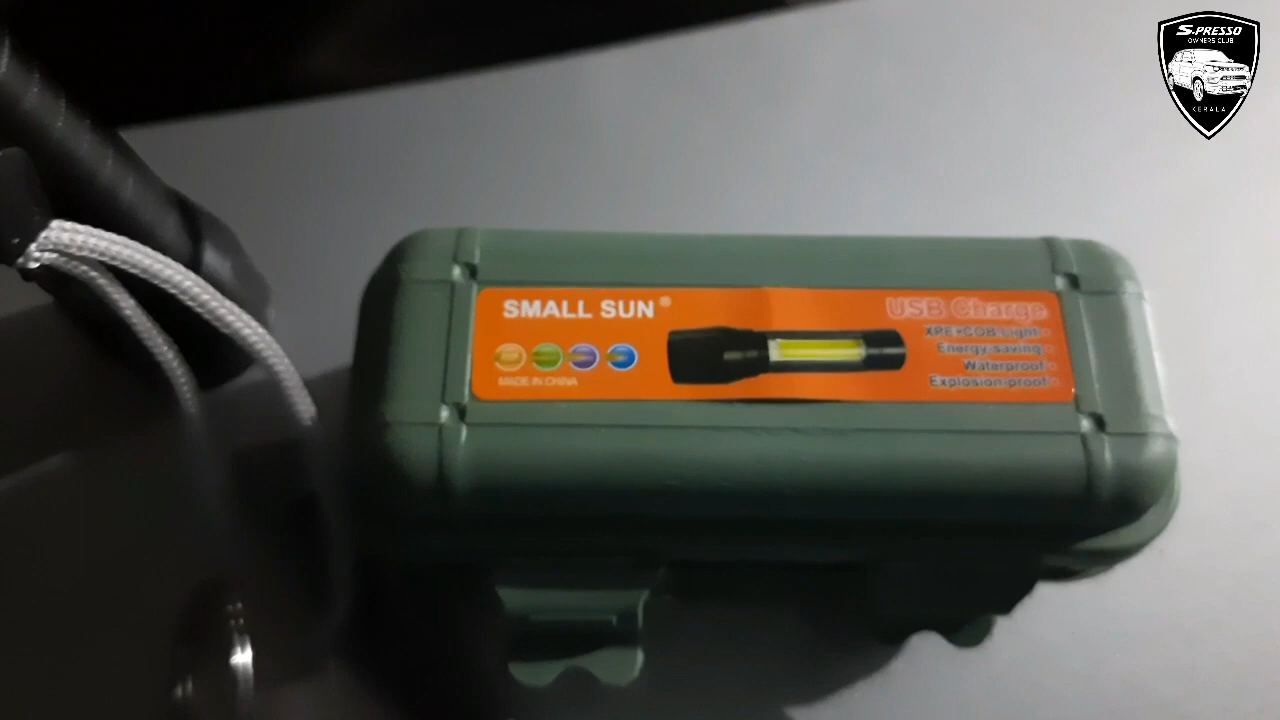 S.PRESSO
OWNERS CLUB
KERALA
SMALL SUN®
MADE IN CHINA
USB Charge
XPE+COB Light
Energy-saving
Waterproof
Explosion-proof